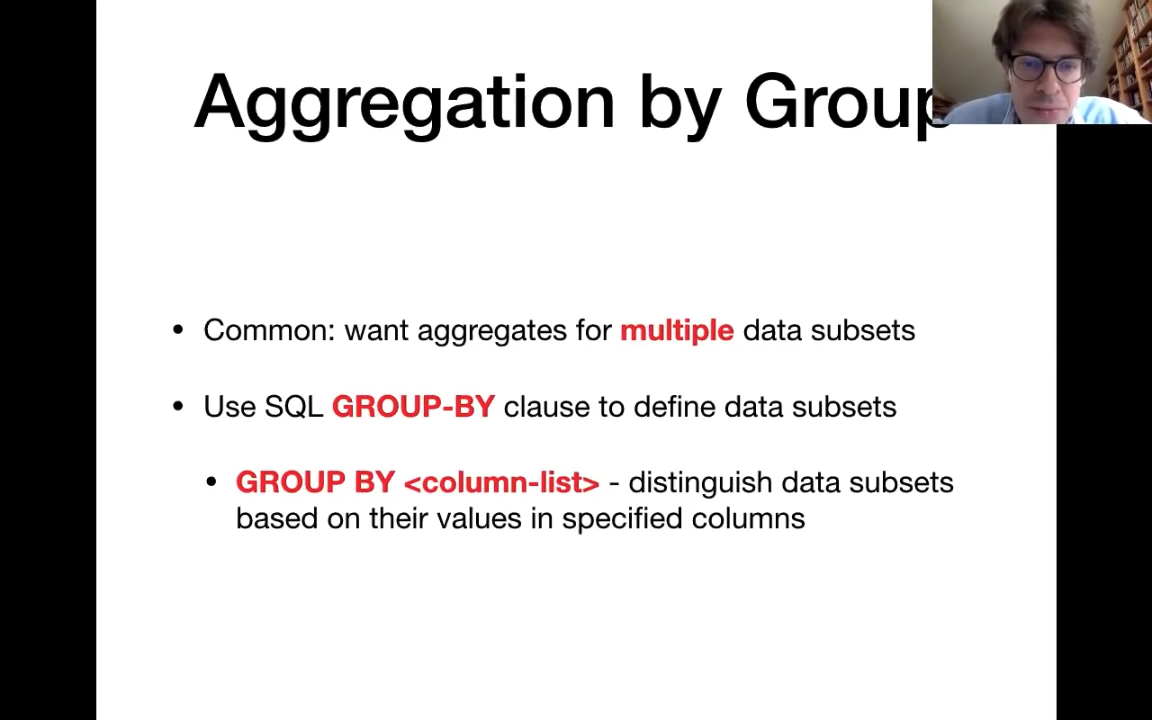 Aggregation by Group
• Common: want aggregates for multiple data subsets
• Use SQL GROUP-BY clause to define data subsets
• GROUP BY <column-list> - distinguish data subsets
based on their values in specified columns